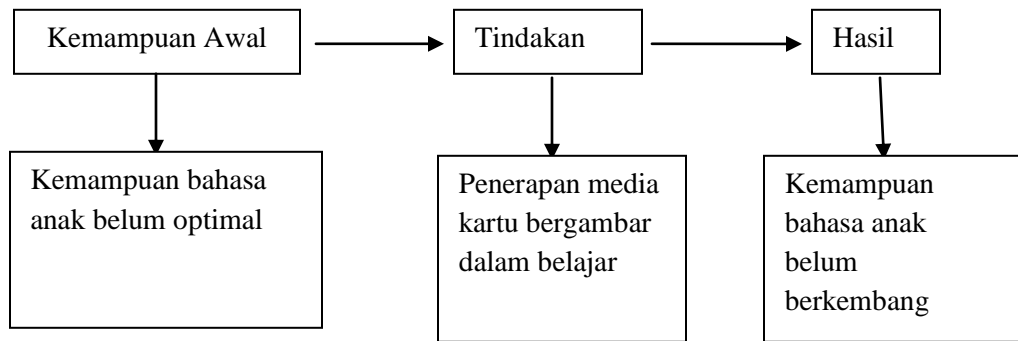 Kemampuan Awal
Tindakan
Hasil
Kemampuan bahasa
anak belum optimal
Penerapan media
kartu bergambar
dalam belajar
Kemampuan
bahasa anak
belum
berkembang